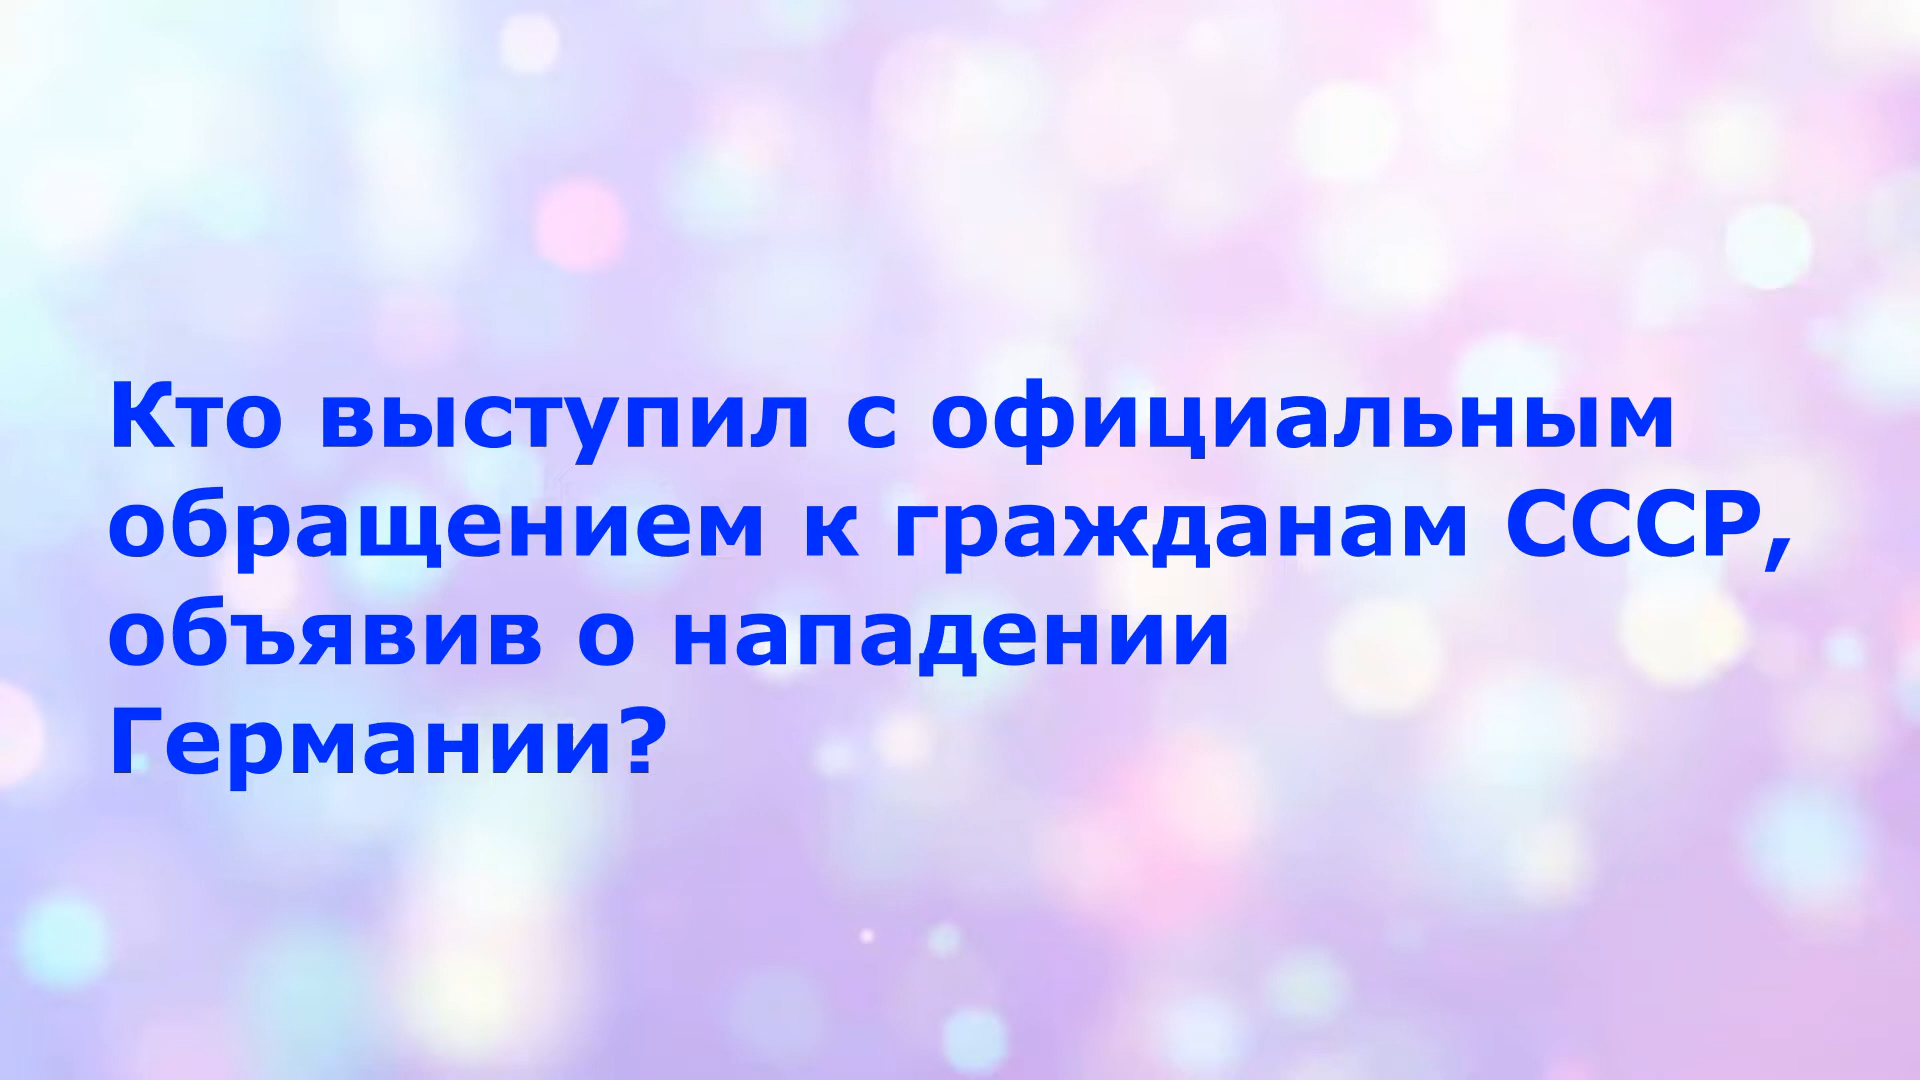 Кто выступил с официальным
обращением к гражданам СССР,
объявив о нападении
Германии?